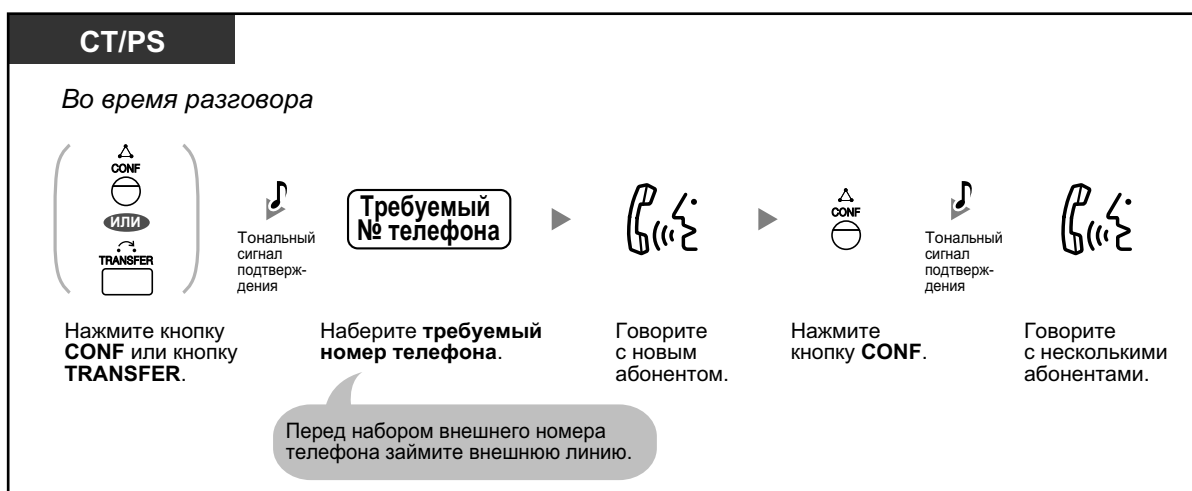 CT/PS
Во время разговора
CONF
ИЛИ
TRANSFER
Тональный
сигнал
подтверж-
дения
Требуемый
№ телефона
CONF
Тональный
сигнал
подтверж-
дения
Нажмите кнопку
CONF или кнопку
TRANSFER.
Наберите требуемый
номер телефона.
Говорите
с новым
абонентом.
Нажмите
кнопку CONF.
Говорите
с несколькими
абонентами.
Перед набором внешнего номера
телефона займите внешнюю линию.